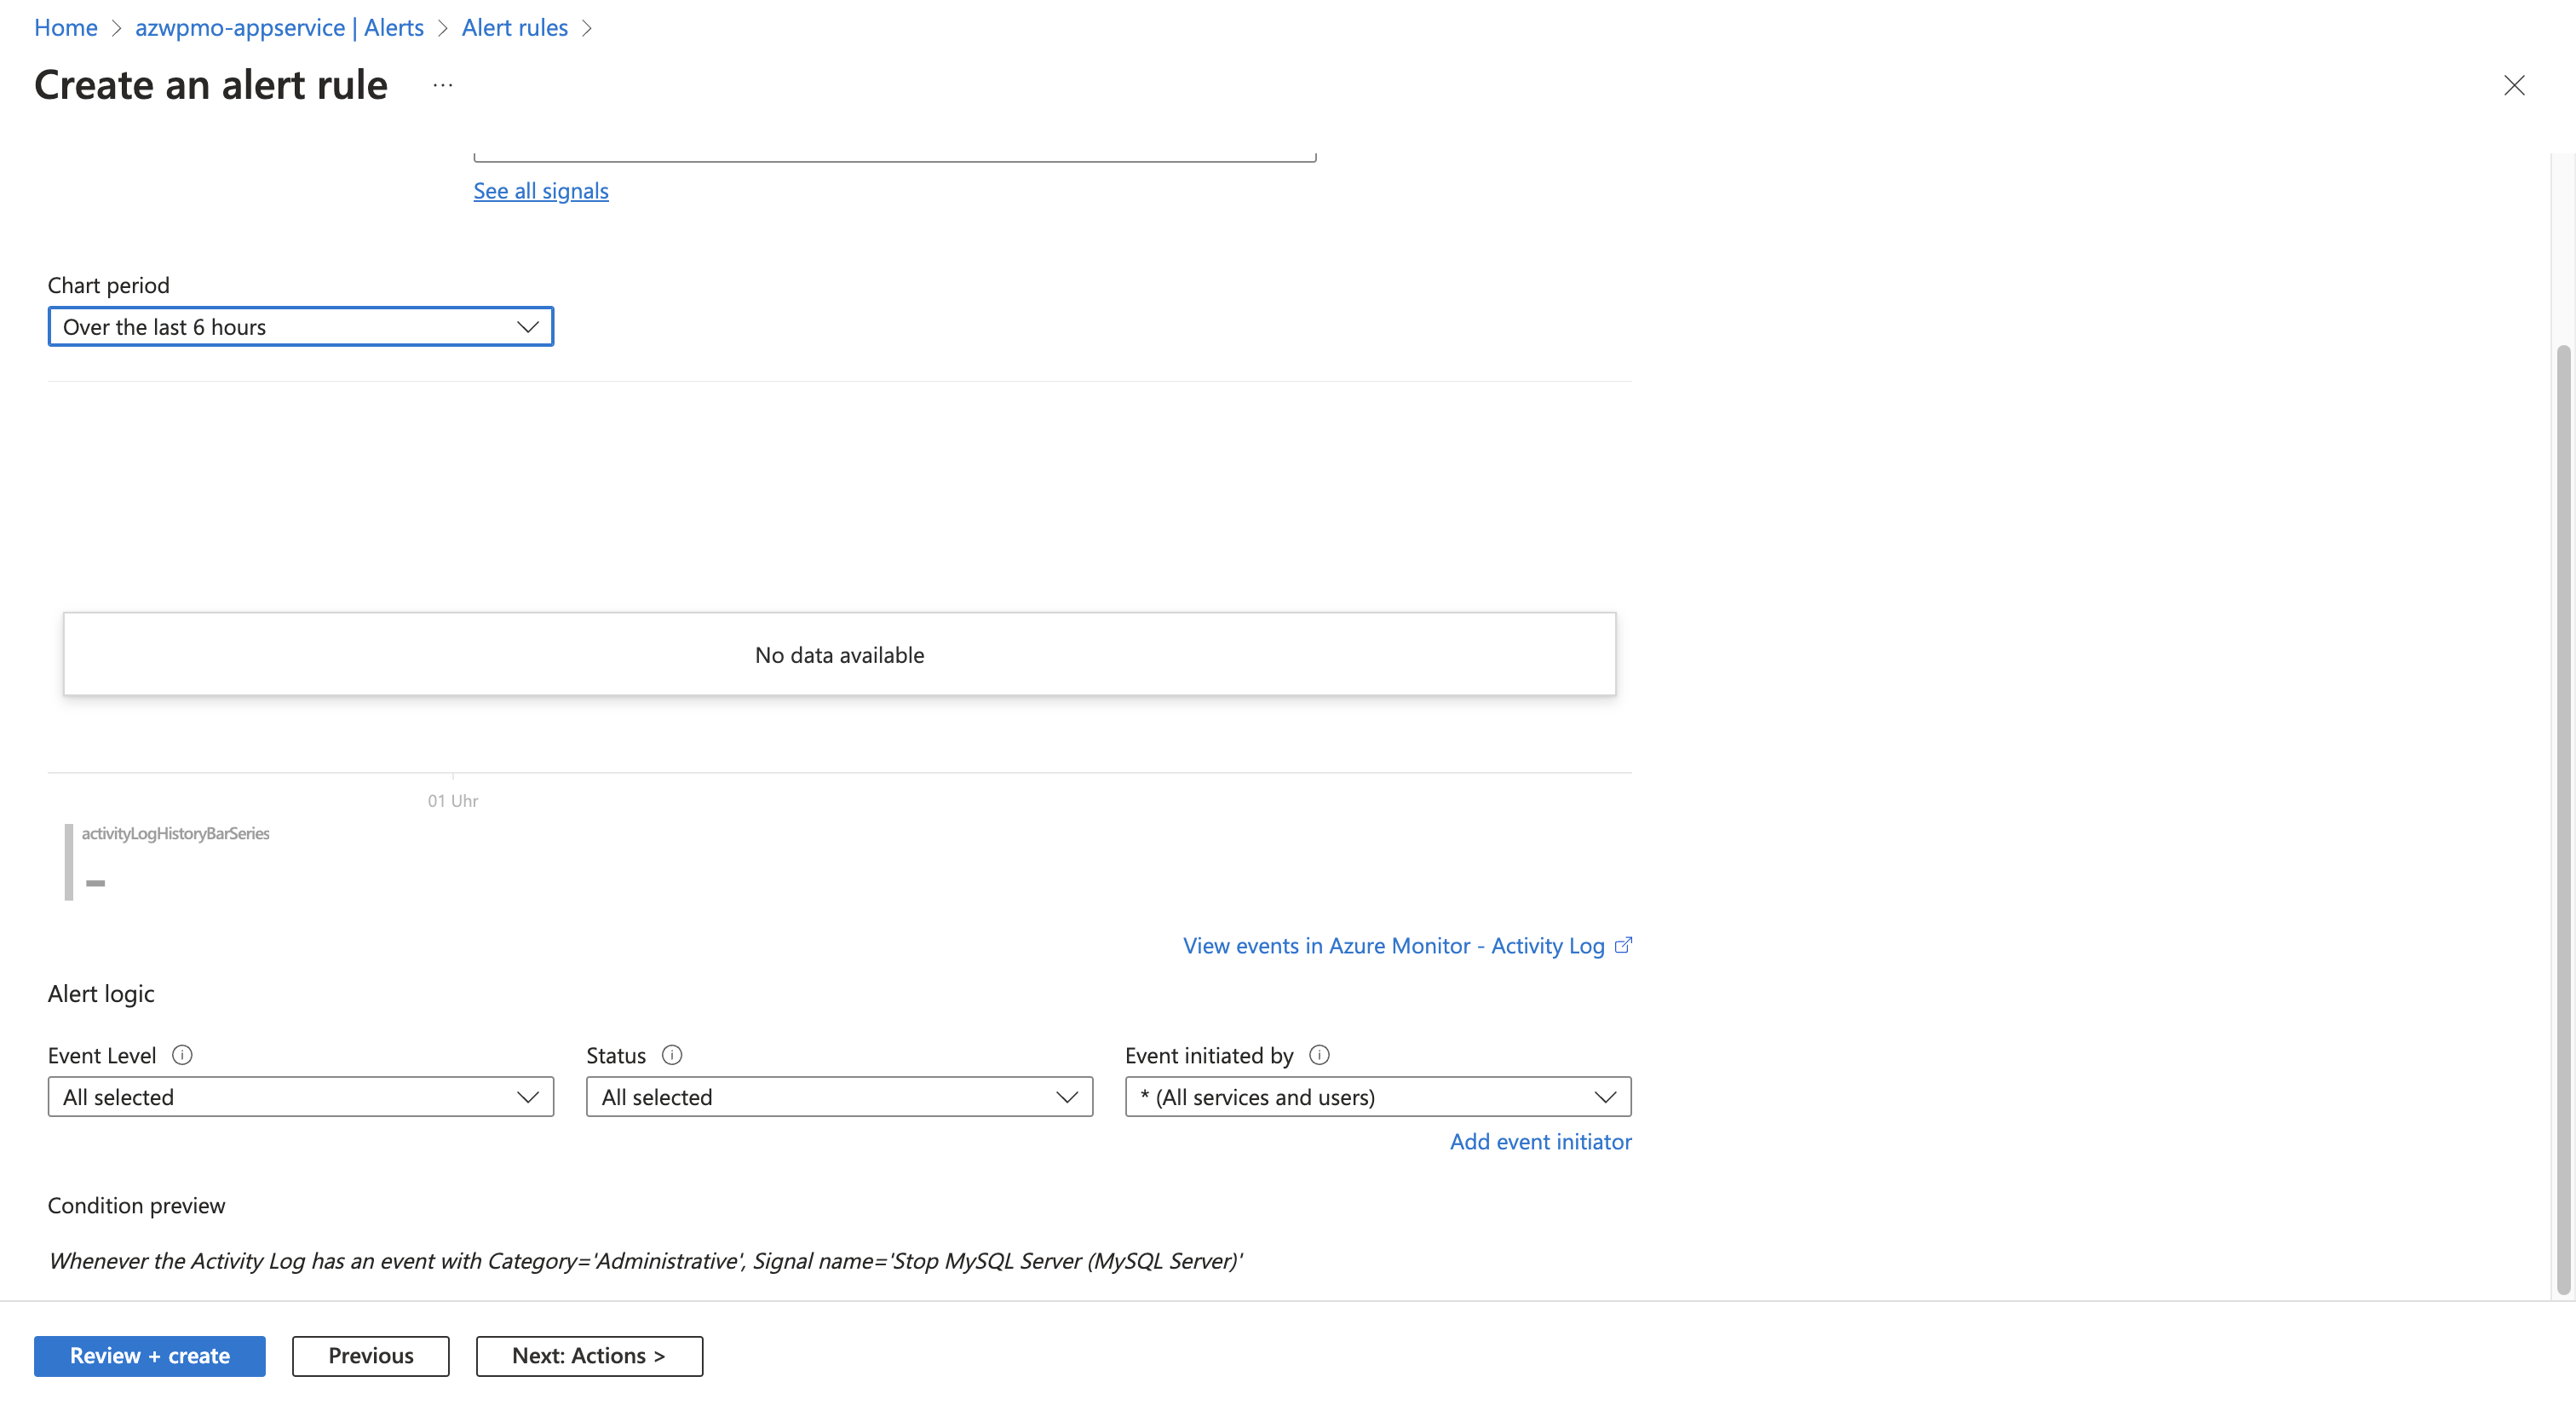 Home > azwpmo-appservice | Alerts > Alert rules >
Create an alert rule ...
See all signals
Chart period
Over the last 6 hours
No data available
01 Uhr
activityLogHistoryBarSeries
--
View events in Azure Monitor - Activity Log
Alert logic
Event Level Status Event initiated by
All selected All selected * (All services and users)
Add event initiator
Condition preview
Whenever the Activity Log has an event with Category='Administrative', Signal name='Stop MySQL Server (MySQL Server)'
Review + create Previous Next: Actions >